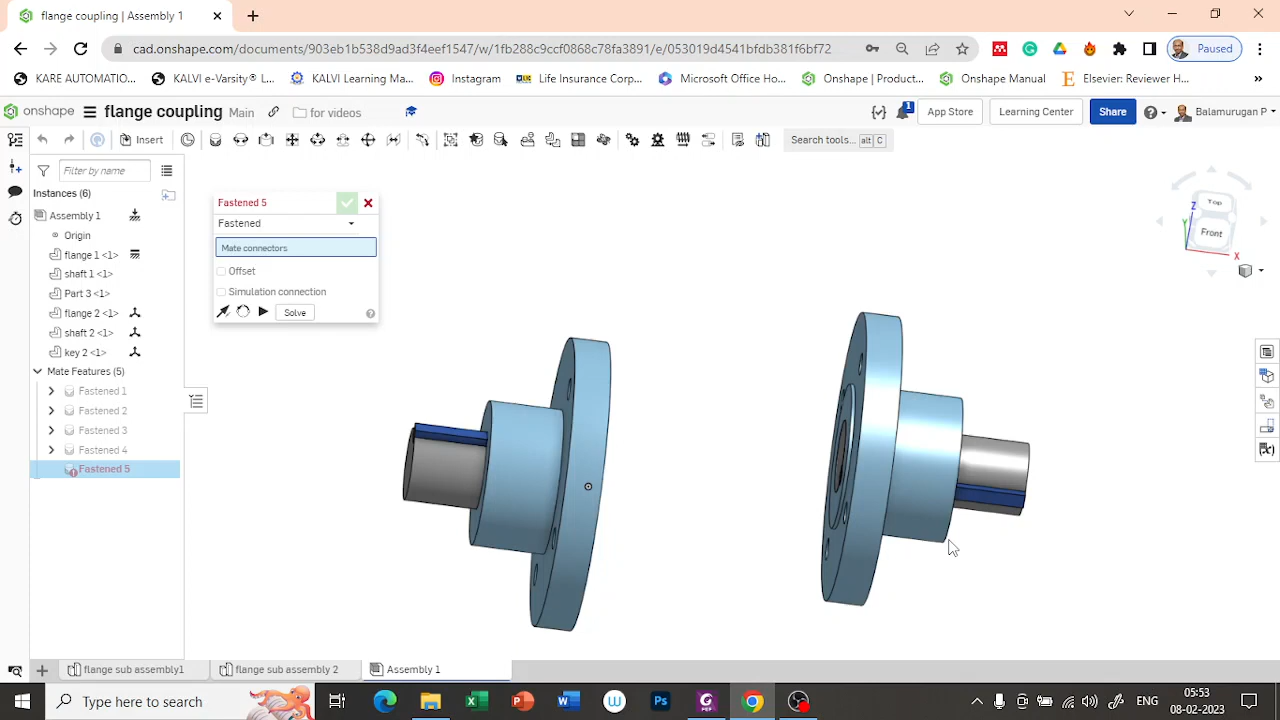 flange coupling | Assembly 1
cad.onshape.com/documents/903eb1b538d9ad3f4eef1547/w/1fb288c9ccf0868c78fa3891/e/053019d4541bfdb381f6bf72
Paused
KARE AUTOMATIO...
KALVI e-Varsity® L...
KALVI Learning Ma...
Instagram
Life Insurance Corp...
Microsoft Office Ho...
Onshape | Product...
Onshape Manual
Elsevier: Reviewer H...
»
onshape
flange coupling
Main
for videos
1
App Store
Learning Center
Share
Balamurugan P
Insert
Search tools... alt C
Filter by name
Instances (6)
Assembly 1
Origin
flange 1 <1>
shaft 1 <1>
Part 3 <1>
flange 2 <1>
shaft 2 <1>
key 2 <1>
Mate Features (5)
Fastened 1
Fastened 2
Fastened 3
Fastened 4
Fastened 5
Fastened 5
Fastened
Mate connectors
Offset
Simulation connection
Solve
Top
Front
Z
Y
X
flange sub assembly1
flange sub assembly 2
Assembly 1
Type here to search
ENG
05:53
08-02-2023